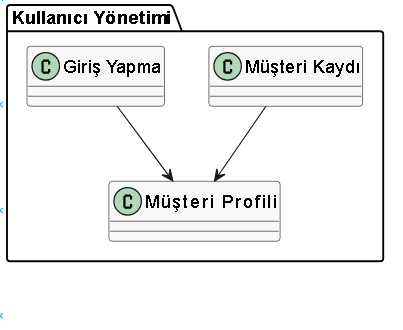 Kullanıcı Yönetimi
C Giriş Yapma
C Müşteri Kaydı
C Müşteri Profili